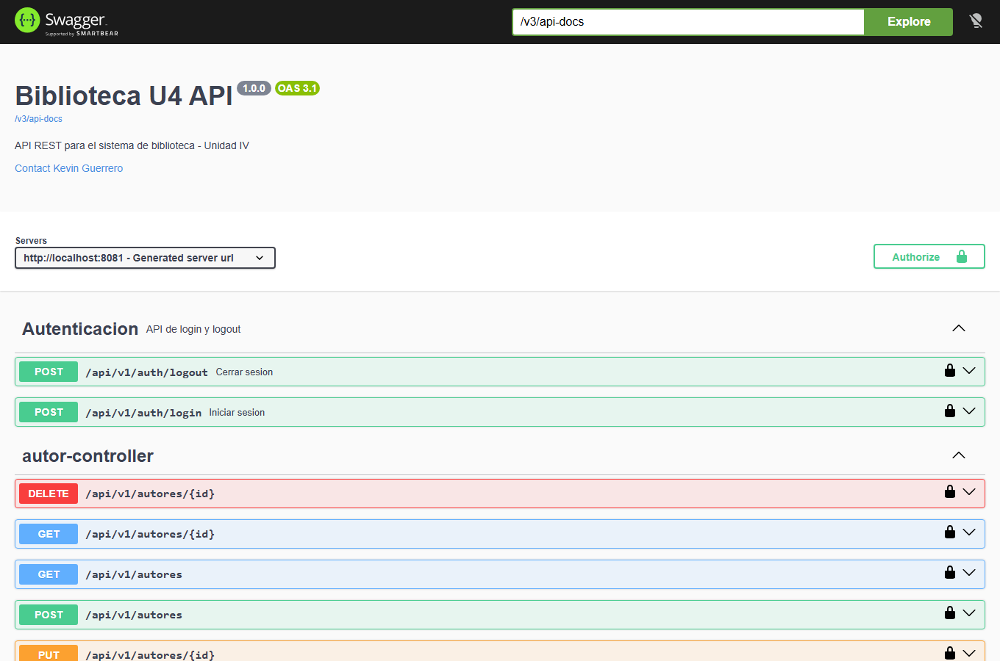 Swagger
Supported by SMARTBEAR
/v3/api-docs
Explore
Biblioteca U4 API 1.0.0 OAS 3.1
/v3/api-docs
API REST para el sistema de biblioteca - Unidad IV
Contact Kevin Guerrero
Servers
http://localhost:8081 - Generated server url
Authorize
Autenticacion API de login y logout
POST /api/v1/auth/logout Cerrar sesion
POST /api/v1/auth/login Iniciar sesion
autor-controller
DELETE /api/v1/autores/{id}
GET /api/v1/autores/{id}
GET /api/v1/autores
POST /api/v1/autores
PUT /api/v1/autores/{id}